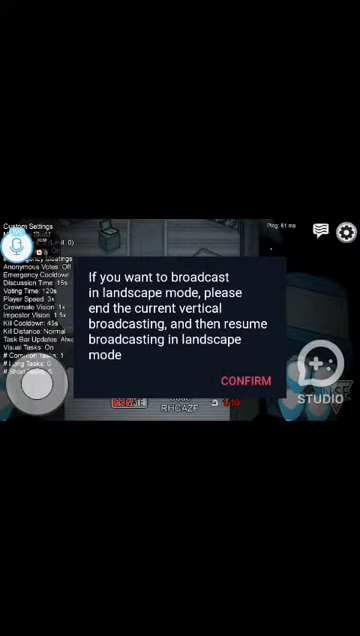 Custom Settings
Ping: 61 ms
Anonymous Votes: Off
Emergency Cooldown:
Discussion Time: 15s
Voting Time: 120s
Player Speed: 3x
Crewmate Vision: 1x
Impostor Vision: 1.5x
Kill Cooldown: 45s
Kill Distance: Normal
Task Bar Updates: Always
Visual Tasks: On
# Common Tasks: 1
# Long Tasks: 0
If you want to broadcast
in landscape mode, please
end the current vertical
broadcasting, and then resume
broadcasting in landscape
mode
CONFIRM
STUDIO
Code
RHCAZF